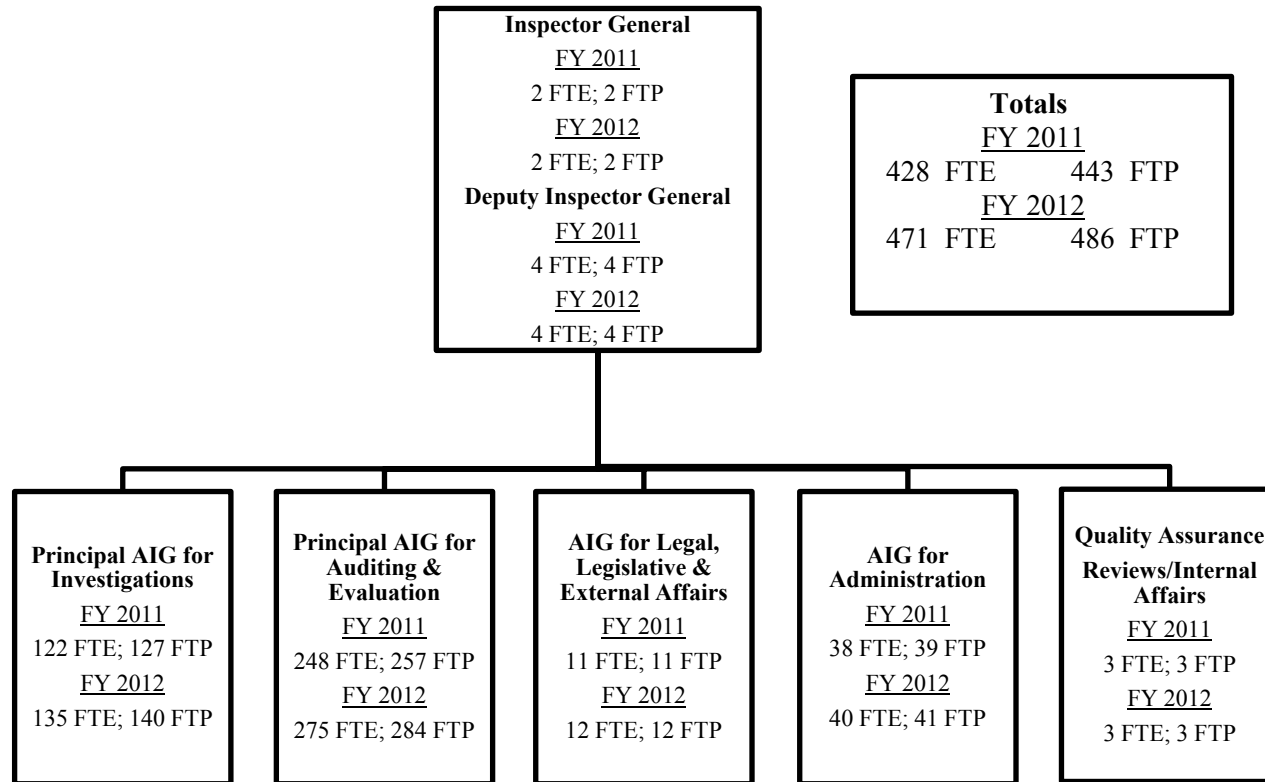 Inspector General
FY 2011
2 FTE; 2 FTP
FY 2012
2 FTE; 2 FTP
Deputy Inspector General
FY 2011
4 FTE; 4 FTP
FY 2012
4 FTE; 4 FTP
Totals
FY 2011
428 FTE 443 FTP
FY 2012
471 FTE 486 FTP
Principal AIG for
Investigations
FY 2011
122 FTE; 127 FTP
FY 2012
135 FTE; 140 FTP
Principal AIG for
Auditing &
Evaluation
FY 2011
248 FTE; 257 FTP
FY 2012
275 FTE; 284 FTP
AIG for Legal,
Legislative &
External Affairs
FY 2011
11 FTE; 11 FTP
FY 2012
12 FTE; 12 FTP
AIG for
Administration
FY 2011
38 FTE; 39 FTP
FY 2012
40 FTE; 41 FTP
Quality Assurance
Reviews/Internal
Affairs
FY 2011
3 FTE; 3 FTP
FY 2012
3 FTE; 3 FTP